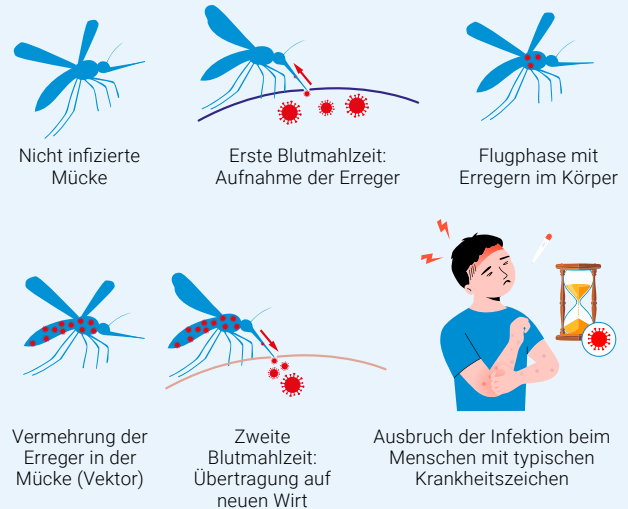 Nicht infizierte
Mücke
Erste Blutmahlzeit:
Aufnahme der Erreger
Flugphase mit
Erregern im Körper
Vermehrung der
Erreger in der
Mücke (Vektor)
Zweite
Blutmahlzeit:
Übertragung auf
neuen Wirt
Ausbruch der Infektion beim
Menschen mit typischen
Krankheitszeichen